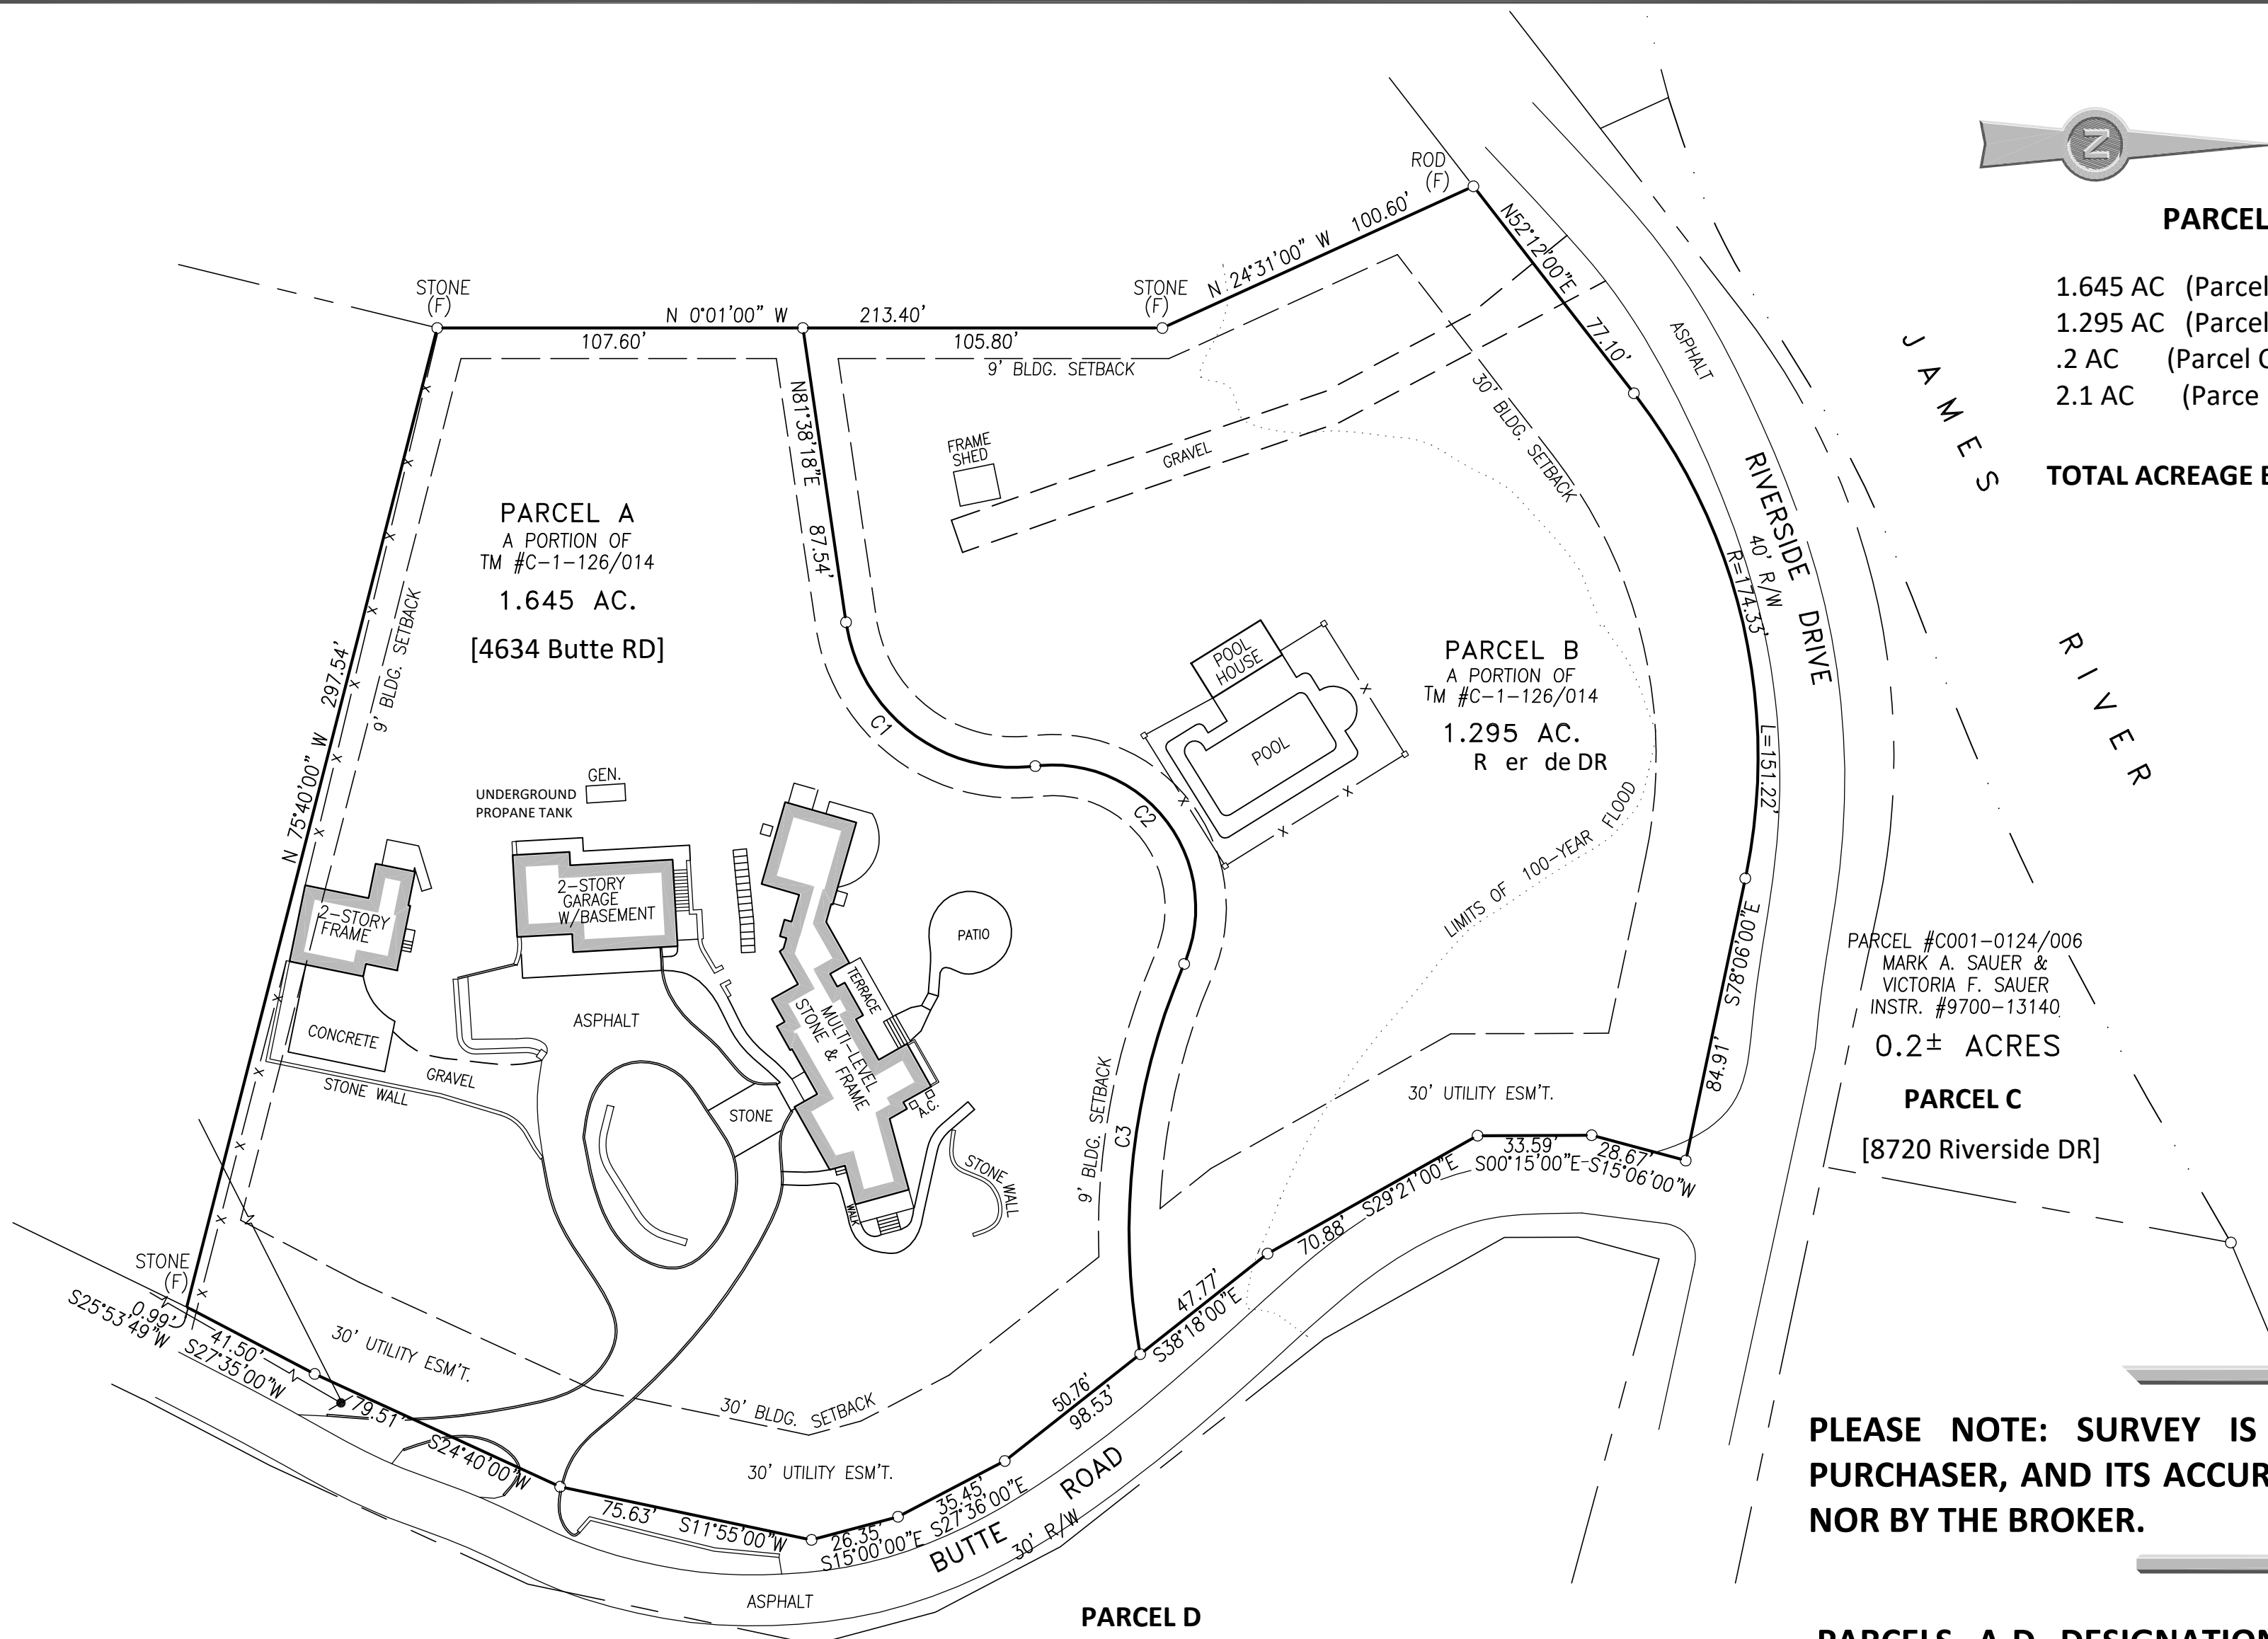 N
PARCEL
1.645 AC (Parcel
1.295 AC (Parcel
.2 AC (Parcel
2.1 AC (Parce
TOTAL ACREAGE
ROD
(F)
N 24°31'00" W 100.60'
N52°12'00"E
77.10'
STONE
(F)
STONE
(F)
N 0°01'00" W 213.40'
107.60'
105.80'
9' BLDG. SETBACK
N81°38'18"E 87.54'
30' BLDG. SETBACK
ASPHALT
RIVERSIDE DRIVE
40' R/W
R=174.33'
L=151.22'
JAMES RIVER
FRAME
SHED
GRAVEL
PARCEL A
A PORTION OF
TM #C-1-126/014
1.645 AC.
[4634 Butte RD]
N 75°40'00" W 297.54'
9' BLDG. SETBACK
C1
C2
C3
POOL
HOUSE
POOL
PARCEL B
A PORTION OF
TM #C-1-126/014
1.295 AC.
R er de DR
LIMITS OF 100-YEAR FLOOD
GEN.
UNDERGROUND
PROPANE TANK
2-STORY
GARAGE
W/BASEMENT
2-STORY
FRAME
PATIO
TERRACE
MULTI-LEVEL
STONE & FRAME
A.C.
CONCRETE
ASPHALT
GRAVEL
STONE WALL
STONE
STONE WALL
WALK
9' BLDG. SETBACK
S78°06'00"E
84.91'
PARCEL #C001-0124/006
MARK A. SAUER &
VICTORIA F. SAUER
INSTR. #9700-13140
0.2± ACRES
PARCEL C
[8720 Riverside DR]
30' UTILITY ESM'T.
33.59'
S00°15'00"E
28.67'
S15°06'00"W
S29°21'00"E
70.88'
47.77'
S38°18'00"E
50.76'
98.53'
STONE
(F)
0.99'
S25°53'49"W
41.50'
S27°35'00"W
30' UTILITY ESM'T.
79.51'
S24°40'00"W
30' BLDG. SETBACK
30' UTILITY ESM'T.
75.63' S11°55'00"W
26.35'
S15°00'00"E
35.45'
S27°36'00"E
BUTTE ROAD
30' R/W
ASPHALT
PARCEL D
PLEASE NOTE: SURVEY IS
PURCHASER, AND ITS ACCUR
NOR BY THE BROKER.
PARCELS A-D DESIGNATION